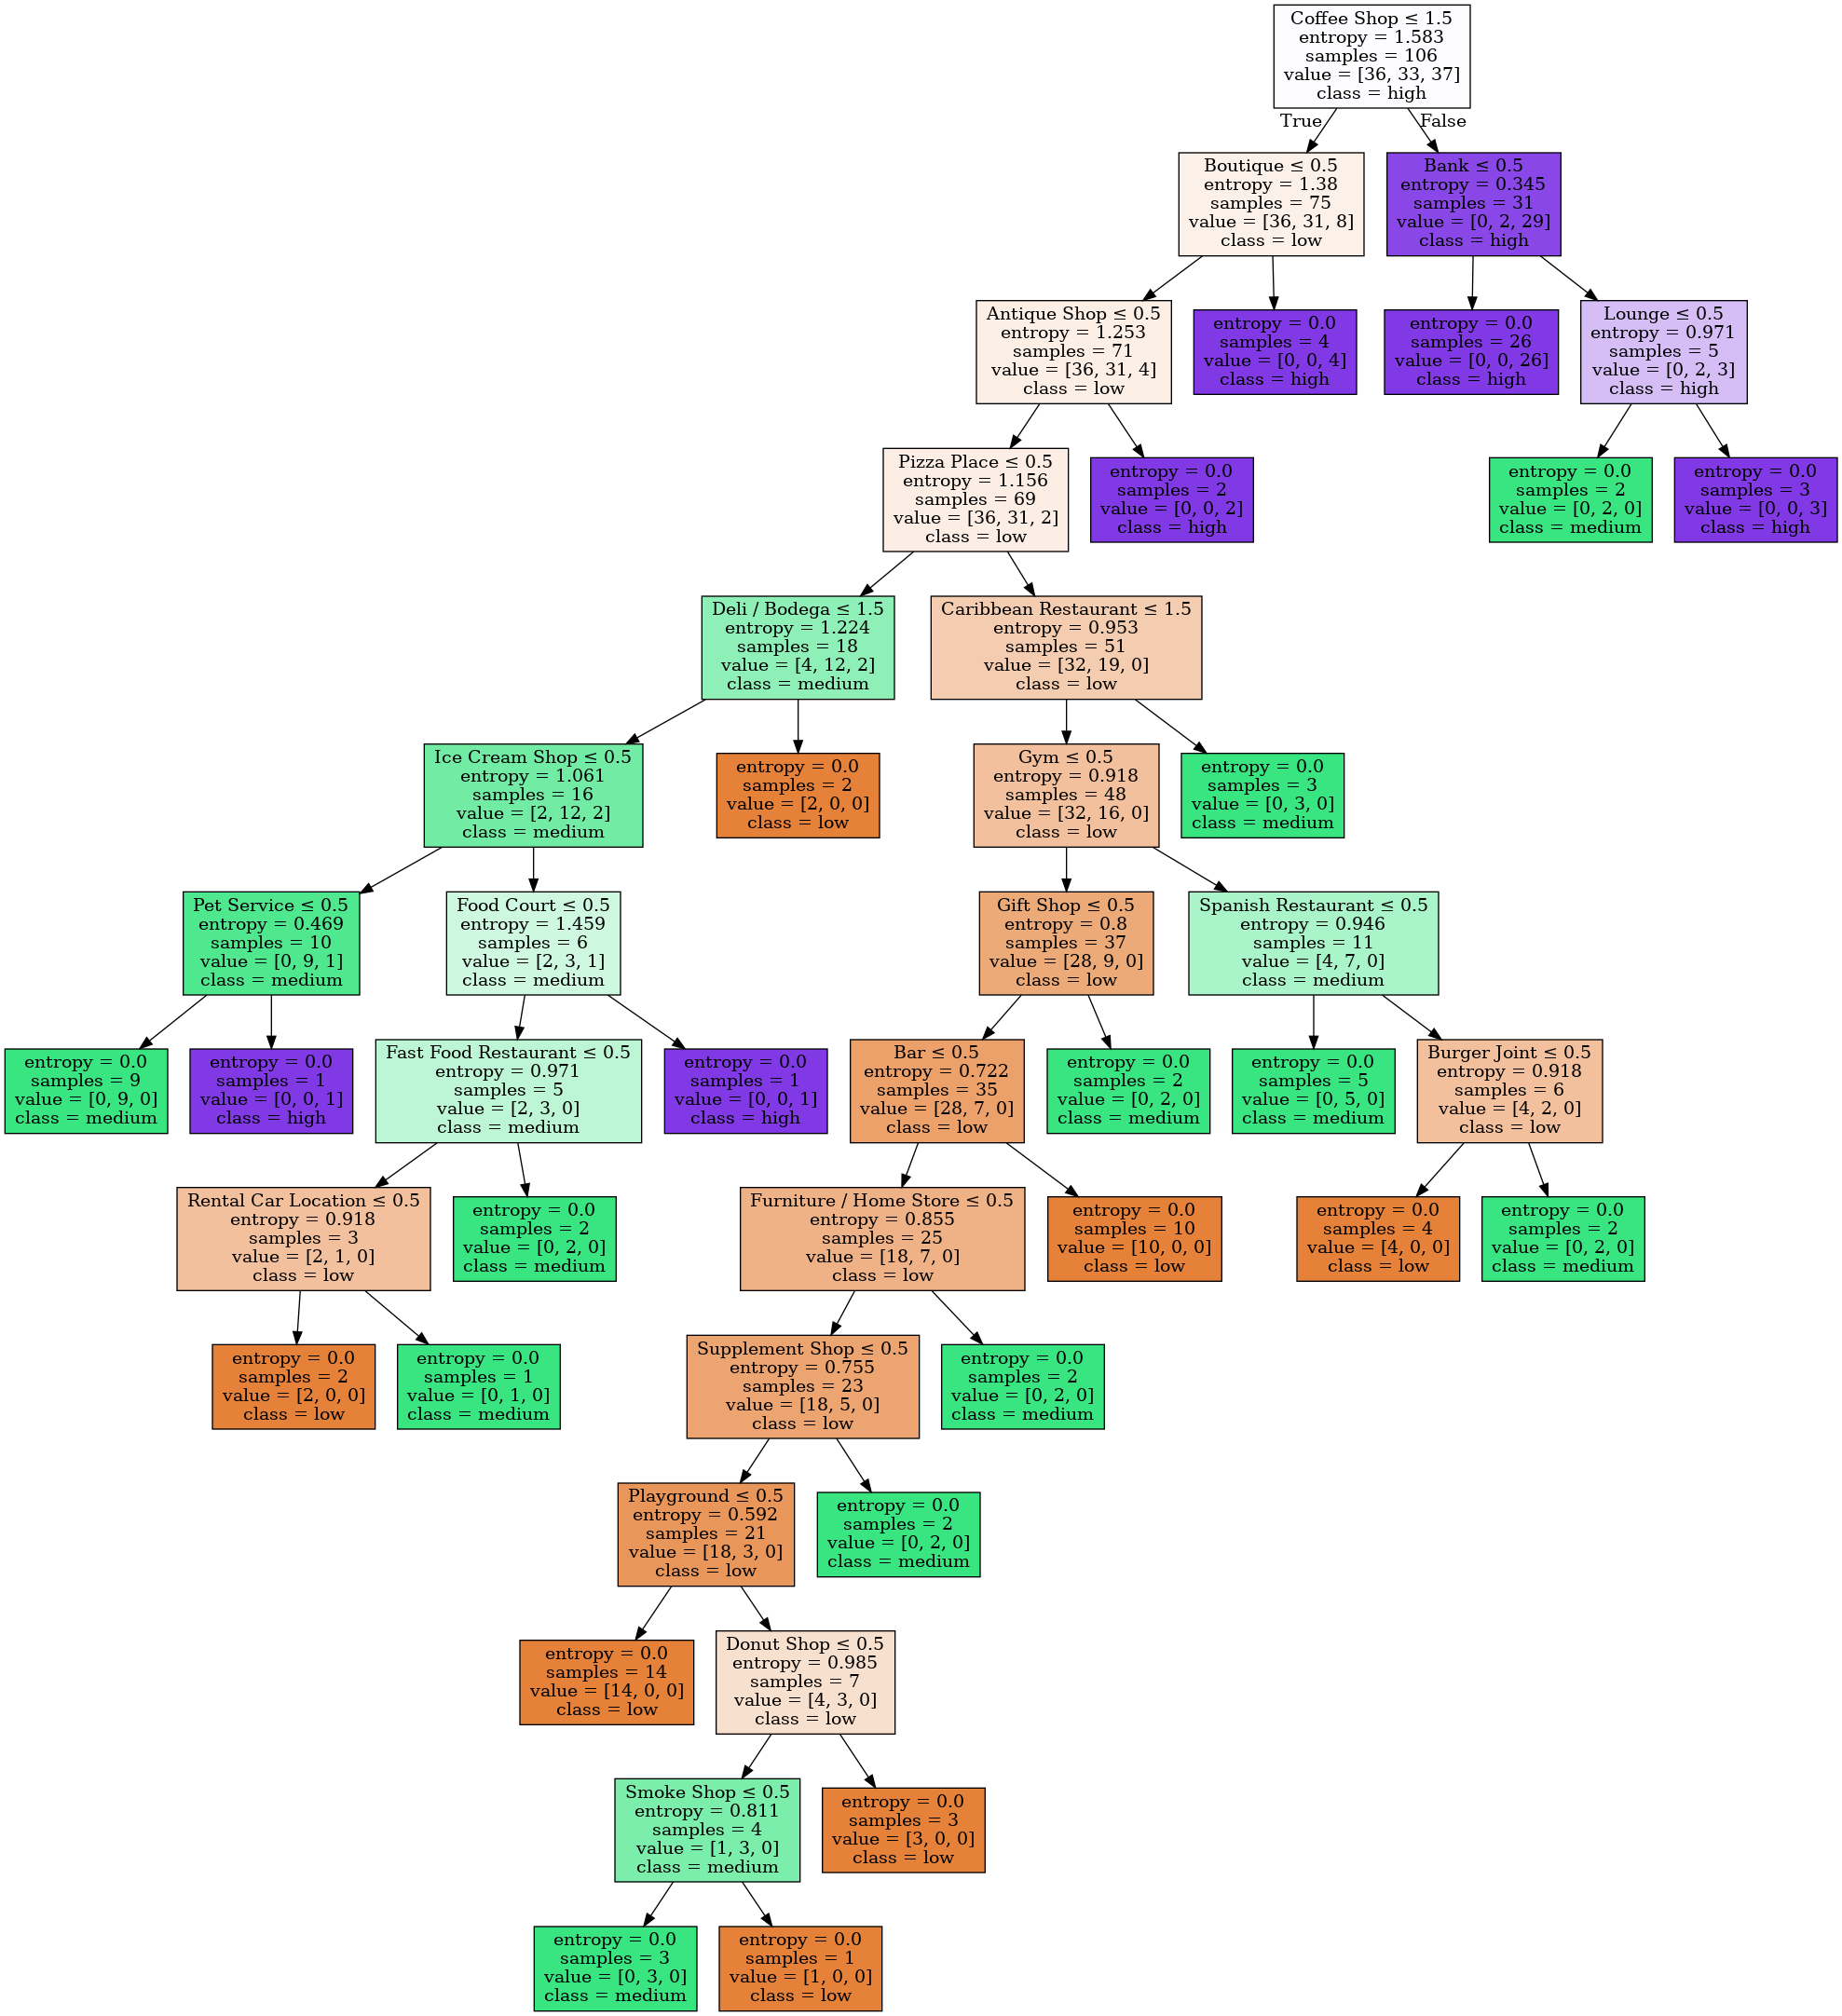 Coffee Shop ≤ 1.5
entropy = 1.583
samples = 106
value = [36, 33, 37]
class = high
True
False
Boutique ≤ 0.5
entropy = 1.38
samples = 75
value = [36, 31, 8]
class = low
Bank ≤ 0.5
entropy = 0.345
samples = 31
value = [0, 2, 29]
class = high
Antique Shop ≤ 0.5
entropy = 1.253
samples = 71
value = [36, 31, 4]
class = low
entropy = 0.0
samples = 4
value = [0, 0, 4]
class = high
entropy = 0.0
samples = 26
value = [0, 0, 26]
class = high
Lounge ≤ 0.5
entropy = 0.971
samples = 5
value = [0, 2, 3]
class = high
Pizza Place ≤ 0.5
entropy = 1.156
samples = 69
value = [36, 31, 2]
class = low
entropy = 0.0
samples = 2
value = [0, 0, 2]
class = high
entropy = 0.0
samples = 2
value = [0, 2, 0]
class = medium
entropy = 0.0
samples = 3
value = [0, 0, 3]
class = high
Deli / Bodega ≤ 1.5
entropy = 1.224
samples = 18
value = [4, 12, 2]
class = medium
Caribbean Restaurant ≤ 1.5
entropy = 0.953
samples = 51
value = [32, 19, 0]
class = low
Ice Cream Shop ≤ 0.5
entropy = 1.061
samples = 16
value = [2, 12, 2]
class = medium
entropy = 0.0
samples = 2
value = [2, 0, 0]
class = low
Gym ≤ 0.5
entropy = 0.918
samples = 48
value = [32, 16, 0]
class = low
entropy = 0.0
samples = 3
value = [0, 3, 0]
class = medium
Pet Service ≤ 0.5
entropy = 0.469
samples = 10
value = [0, 9, 1]
class = medium
Food Court ≤ 0.5
entropy = 1.459
samples = 6
value = [2, 3, 1]
class = medium
Gift Shop ≤ 0.5
entropy = 0.8
samples = 37
value = [28, 9, 0]
class = low
Spanish Restaurant ≤ 0.5
entropy = 0.946
samples = 11
value = [4, 7, 0]
class = medium
entropy = 0.0
samples = 9
value = [0, 9, 0]
class = medium
entropy = 0.0
samples = 1
value = [0, 0, 1]
class = high
Fast Food Restaurant ≤ 0.5
entropy = 0.971
samples = 5
value = [2, 3, 0]
class = medium
entropy = 0.0
samples = 1
value = [0, 0, 1]
class = high
Bar ≤ 0.5
entropy = 0.722
samples = 35
value = [28, 7, 0]
class = low
entropy = 0.0
samples = 2
value = [0, 2, 0]
class = medium
entropy = 0.0
samples = 5
value = [0, 5, 0]
class = medium
Burger Joint ≤ 0.5
entropy = 0.918
samples = 6
value = [4, 2, 0]
class = low
Rental Car Location ≤ 0.5
entropy = 0.918
samples = 3
value = [2, 1, 0]
class = low
entropy = 0.0
samples = 2
value = [0, 2, 0]
class = medium
Furniture / Home Store ≤ 0.5
entropy = 0.855
samples = 25
value = [18, 7, 0]
class = low
entropy = 0.0
samples = 10
value = [10, 0, 0]
class = low
entropy = 0.0
samples = 4
value = [4, 0, 0]
class = low
entropy = 0.0
samples = 2
value = [0, 2, 0]
class = medium
entropy = 0.0
samples = 2
value = [2, 0, 0]
class = low
entropy = 0.0
samples = 1
value = [0, 1, 0]
class = medium
Supplement Shop ≤ 0.5
entropy = 0.755
samples = 23
value = [18, 5, 0]
class = low
entropy = 0.0
samples = 2
value = [0, 2, 0]
class = medium
Playground ≤ 0.5
entropy = 0.592
samples = 21
value = [18, 3, 0]
class = low
entropy = 0.0
samples = 2
value = [0, 2, 0]
class = medium
entropy = 0.0
samples = 14
value = [14, 0, 0]
class = low
Donut Shop ≤ 0.5
entropy = 0.985
samples = 7
value = [4, 3, 0]
class = low
Smoke Shop ≤ 0.5
entropy = 0.811
samples = 4
value = [1, 3, 0]
class = medium
entropy = 0.0
samples = 3
value = [3, 0, 0]
class = low
entropy = 0.0
samples = 3
value = [0, 3, 0]
class = medium
entropy = 0.0
samples = 1
value = [1, 0, 0]
class = low